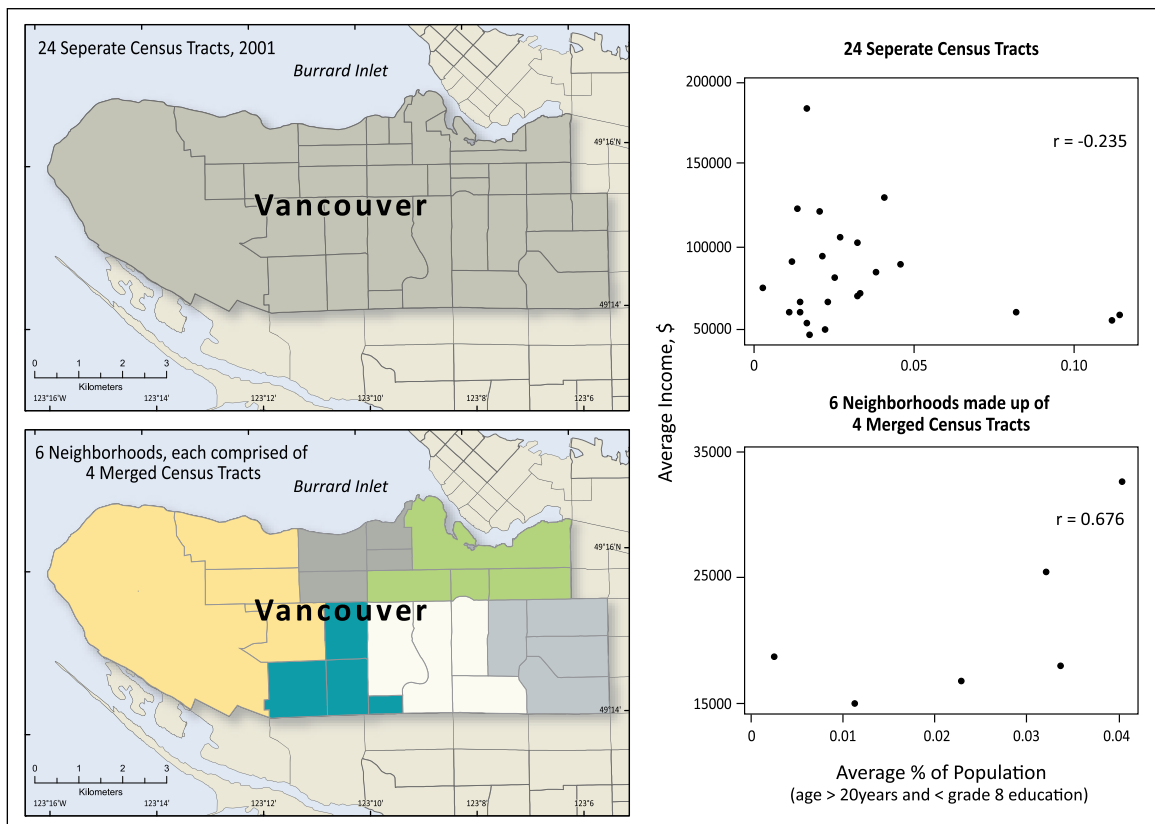 24 Seperate Census Tracts, 2001
Burrard Inlet
49°16'N
Vancouver
49°14'
0 1 2 3
Kilometers
123°16'W 123°14' 123°12' 123°10' 123°8' 123°6'
6 Neighborhoods, each comprised of
4 Merged Census Tracts
Burrard Inlet
49°16'N
Vancouver
49°14'
0 1 2 3
Kilometers
123°16'W 123°14' 123°12' 123°10' 123°8' 123°6'
24 Seperate Census Tracts
200000
r = -0.235
150000
100000
50000
0 0.05 0.10
Average Income, $
6 Neighborhoods made up of
4 Merged Census Tracts
35000
r = 0.676
25000
15000
0 0.01 0.02 0.03 0.04
Average % of Population
(age > 20years and < grade 8 education)